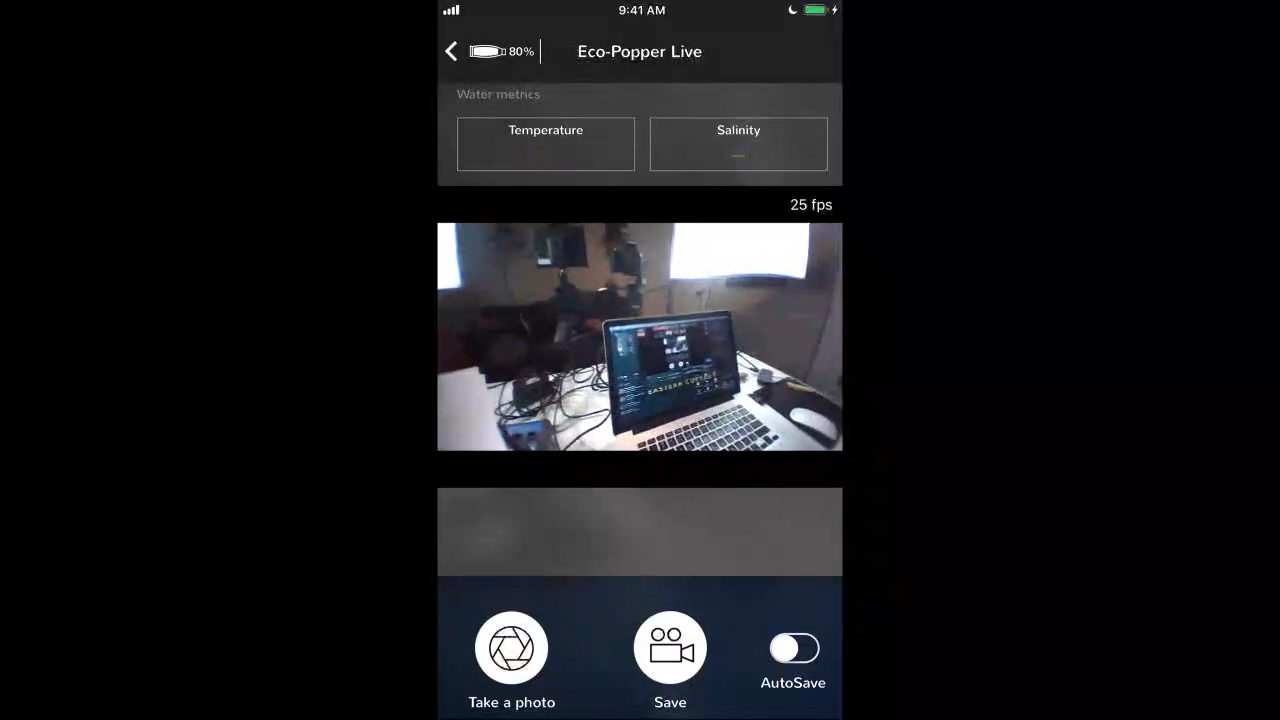 9:41 AM
80%
Eco-Popper Live
Water metrics
Temperature
Salinity
—
25 fps
Take a photo
Save
AutoSave